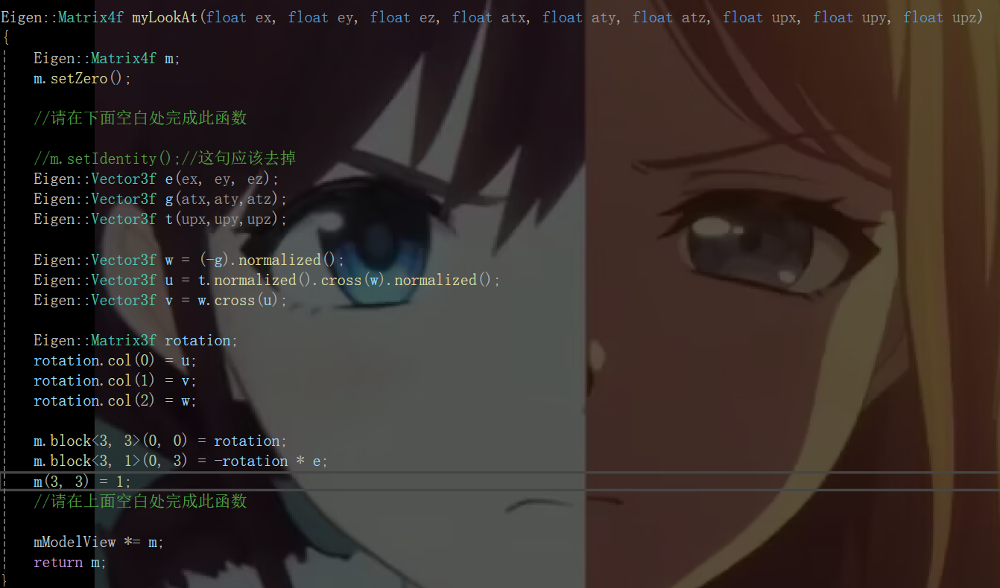 Eigen::Matrix4f myLookAt(float ex, float ey, float ez, float atx, float aty, float atz, float upx, float upy, float upz)
{
Eigen::Matrix4f m;
m.setZero();
//请在下面空白处完成此函数
//m.setIdentity();//这句应该去掉
Eigen::Vector3f e(ex, ey, ez);
Eigen::Vector3f g(atx,aty,atz);
Eigen::Vector3f t(upx,upy,upz);
Eigen::Vector3f w = (-g).normalized();
Eigen::Vector3f u = t.normalized().cross(w).normalized();
Eigen::Vector3f v = w.cross(u);
Eigen::Matrix3f rotation;
rotation.col(0) = u;
rotation.col(1) = v;
rotation.col(2) = w;
m.block<3, 3>(0, 0) = rotation;
m.block<3, 1>(0, 3) = -rotation * e;
m(3, 3) = 1;
//请在上面空白处完成此函数
mModelView *= m;
return m;
}